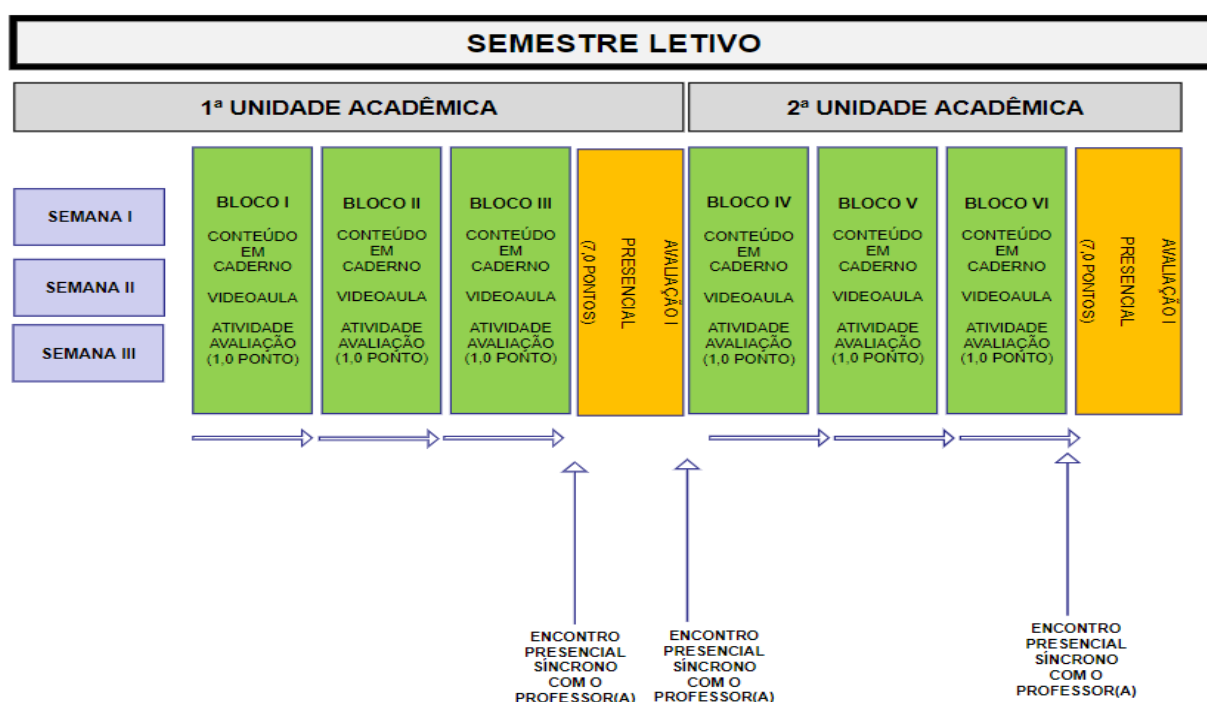 SEMESTRE LETIVO
1ª UNIDADE ACADÊMICA
2ª UNIDADE ACADÊMICA
SEMANA I
SEMANA II
SEMANA III
BLOCO I
CONTEÚDO
EM
CADERNO
VIDEOAULA
ATIVIDADE
AVALIAÇÃO
(1,0 PONTO)
BLOCO II
CONTEÚDO
EM
CADERNO
VIDEOAULA
ATIVIDADE
AVALIAÇÃO
(1,0 PONTO)
BLOCO III
CONTEÚDO
EM
CADERNO
VIDEOAULA
ATIVIDADE
AVALIAÇÃO
(1,0 PONTO)
AVALIAÇÃO I
PRESENCIAL
(7,0 PONTOS)
BLOCO IV
CONTEÚDO
EM
CADERNO
VIDEOAULA
ATIVIDADE
AVALIAÇÃO
(1,0 PONTO)
BLOCO V
CONTEÚDO
EM
CADERNO
VIDEOAULA
ATIVIDADE
AVALIAÇÃO
(1,0 PONTO)
BLOCO VI
CONTEÚDO
EM
CADERNO
VIDEOAULA
ATIVIDADE
AVALIAÇÃO
(1,0 PONTO)
AVALIAÇÃO I
PRESENCIAL
(7,0 PONTOS)
ENCONTRO
PRESENCIAL
SÍNCRONO
COM O
PROFESSOR(A)
ENCONTRO
PRESENCIAL
SÍNCRONO
COM O
PROFESSOR(A)
ENCONTRO
PRESENCIAL
SÍNCRONO
COM O
PROFESSOR(A)